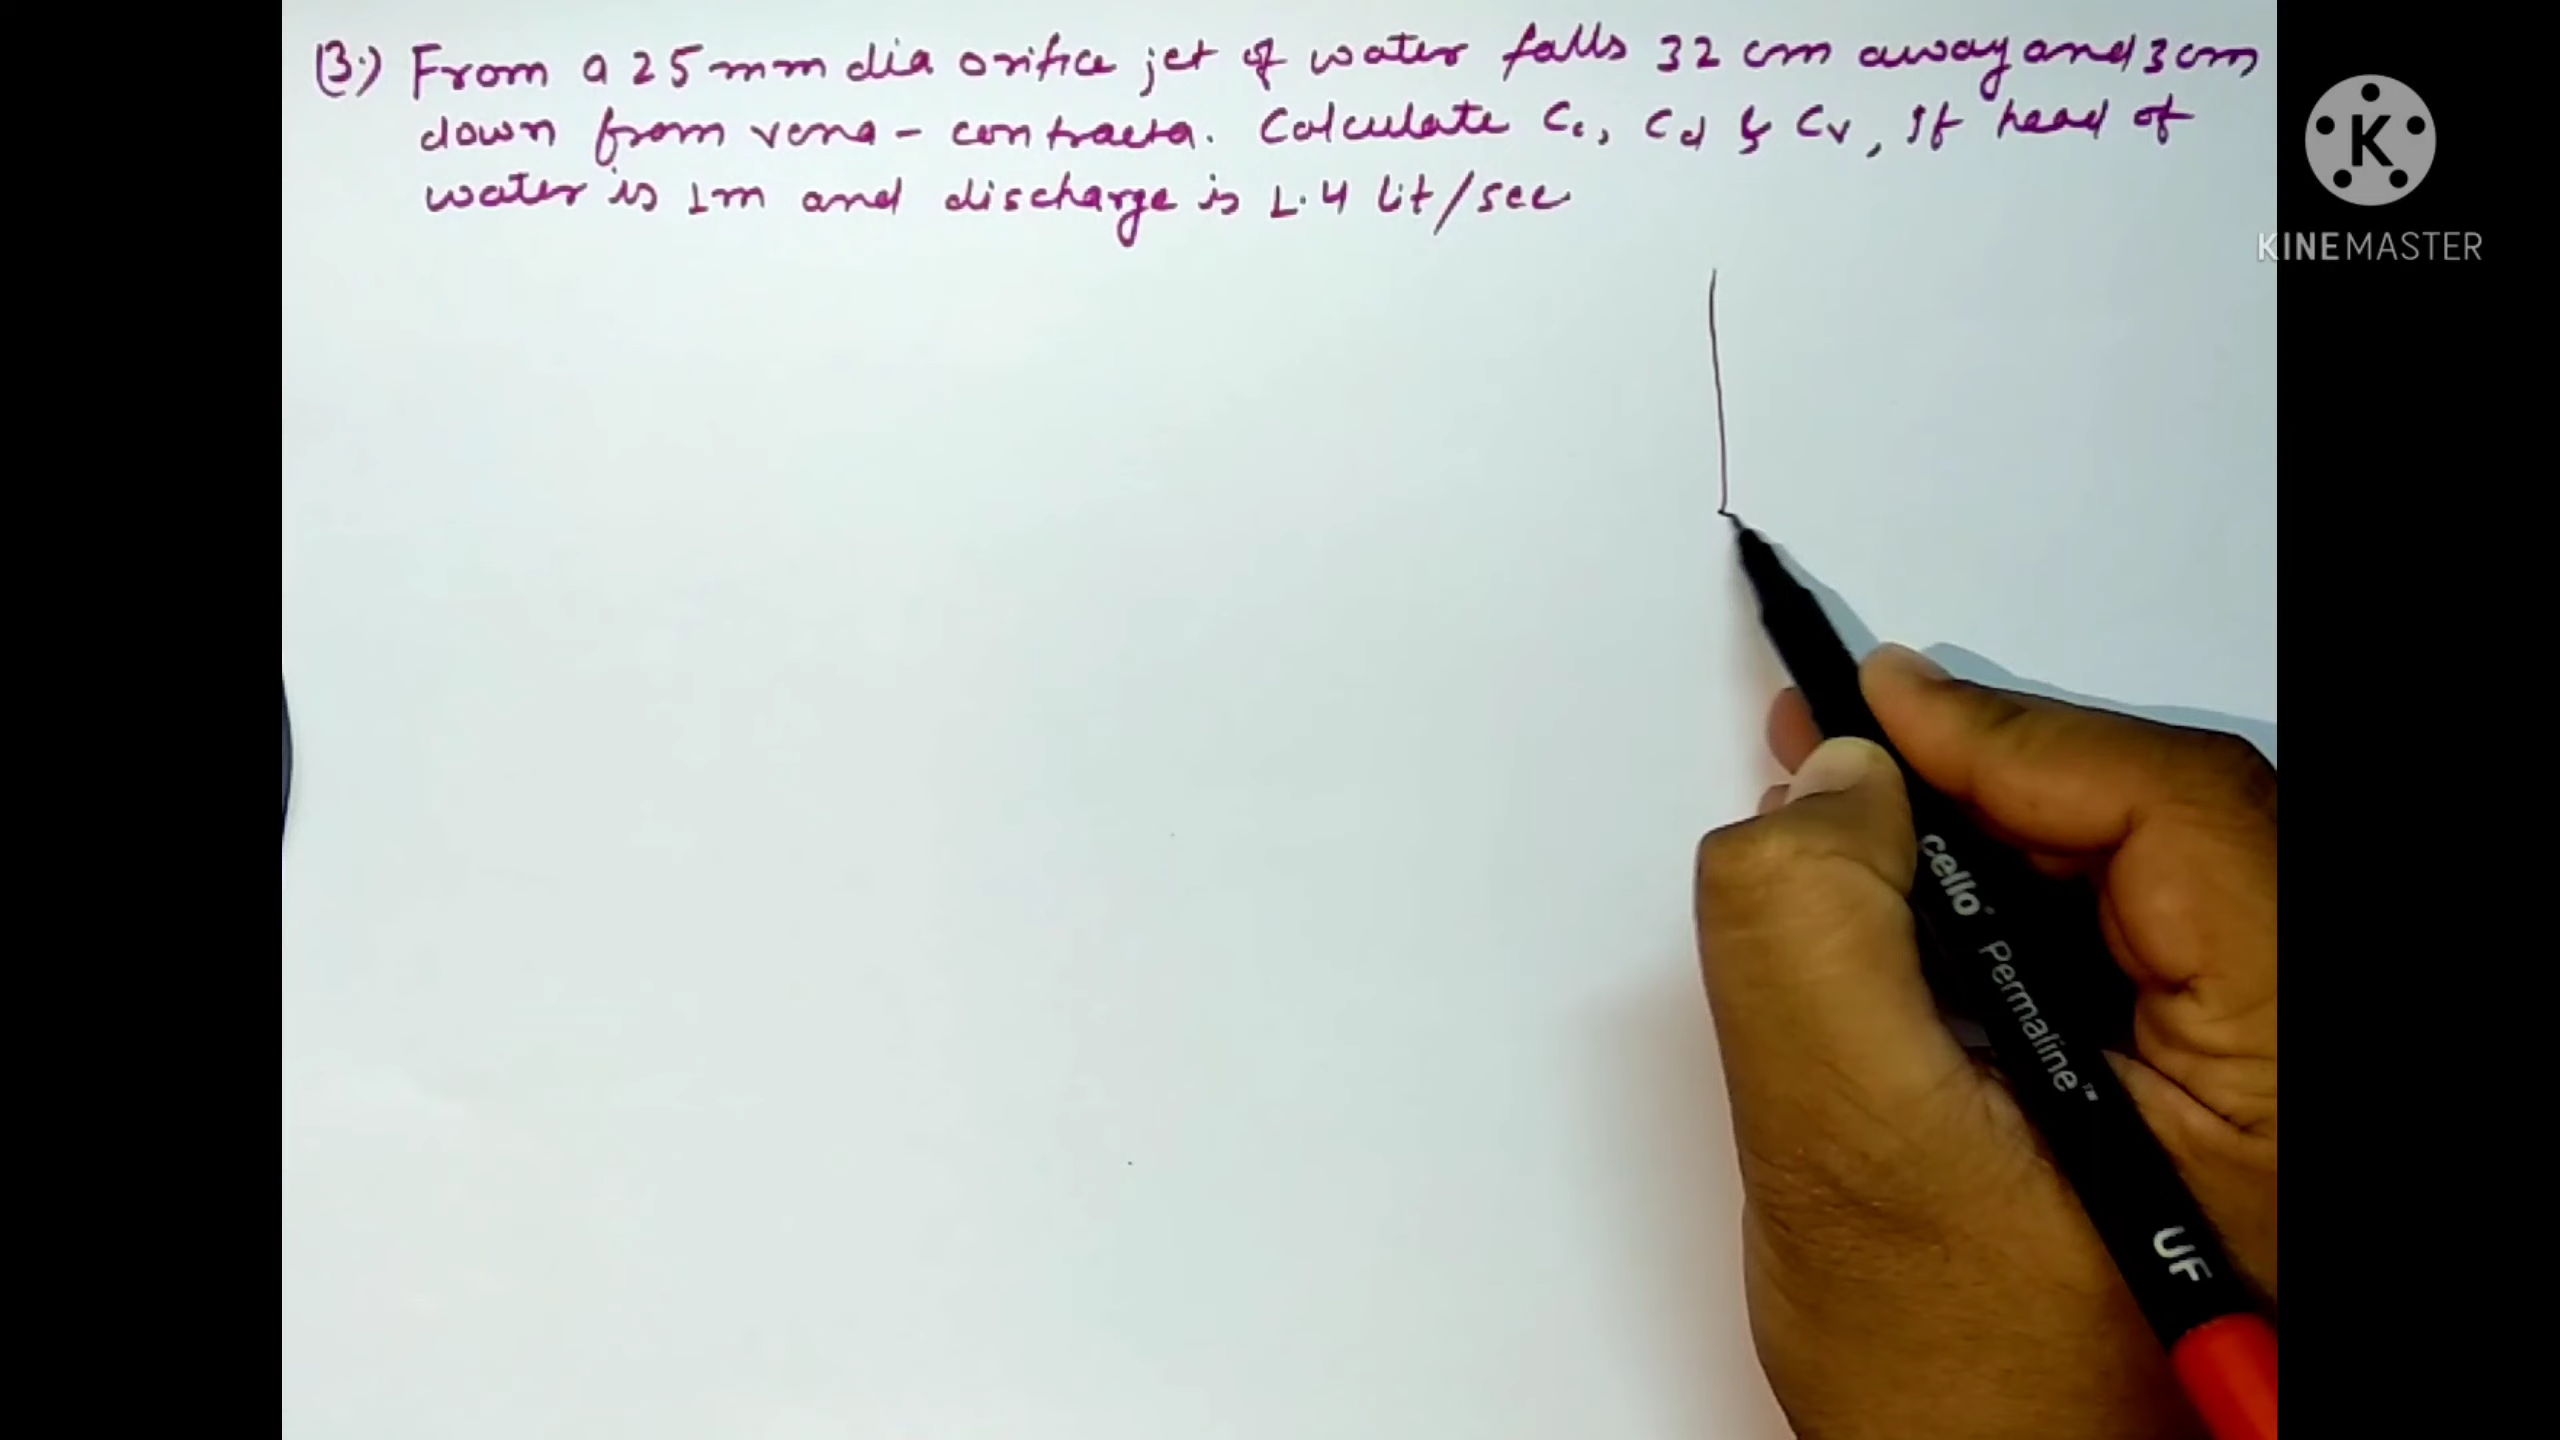 (3.) From a 25 mm dia orifice jet of water falls 32 cm away and 3 cm
down from vena - contracta. Calculate Cc, Cd & Cv, If head of
water is 1m and discharge is 1.4 lit/sec
K
KINEMASTER
cello Permaline™
UF